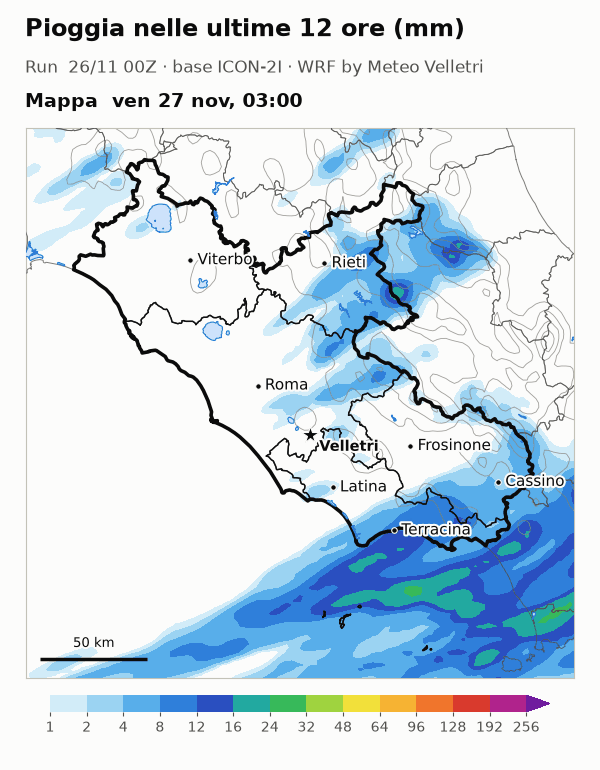 Pioggia nelle ultime 12 ore (mm)
Run  26/11 00Z · base ICON-2I · WRF by Meteo Velletri
Mappa  ven 27 nov, 03:00
Viterbo
Rieti
Roma
Velletri
Frosinone
Latina
Cassino
Terracina
50 km
1 2 4 8 12 16 24 32 48 64 96 128 192 256